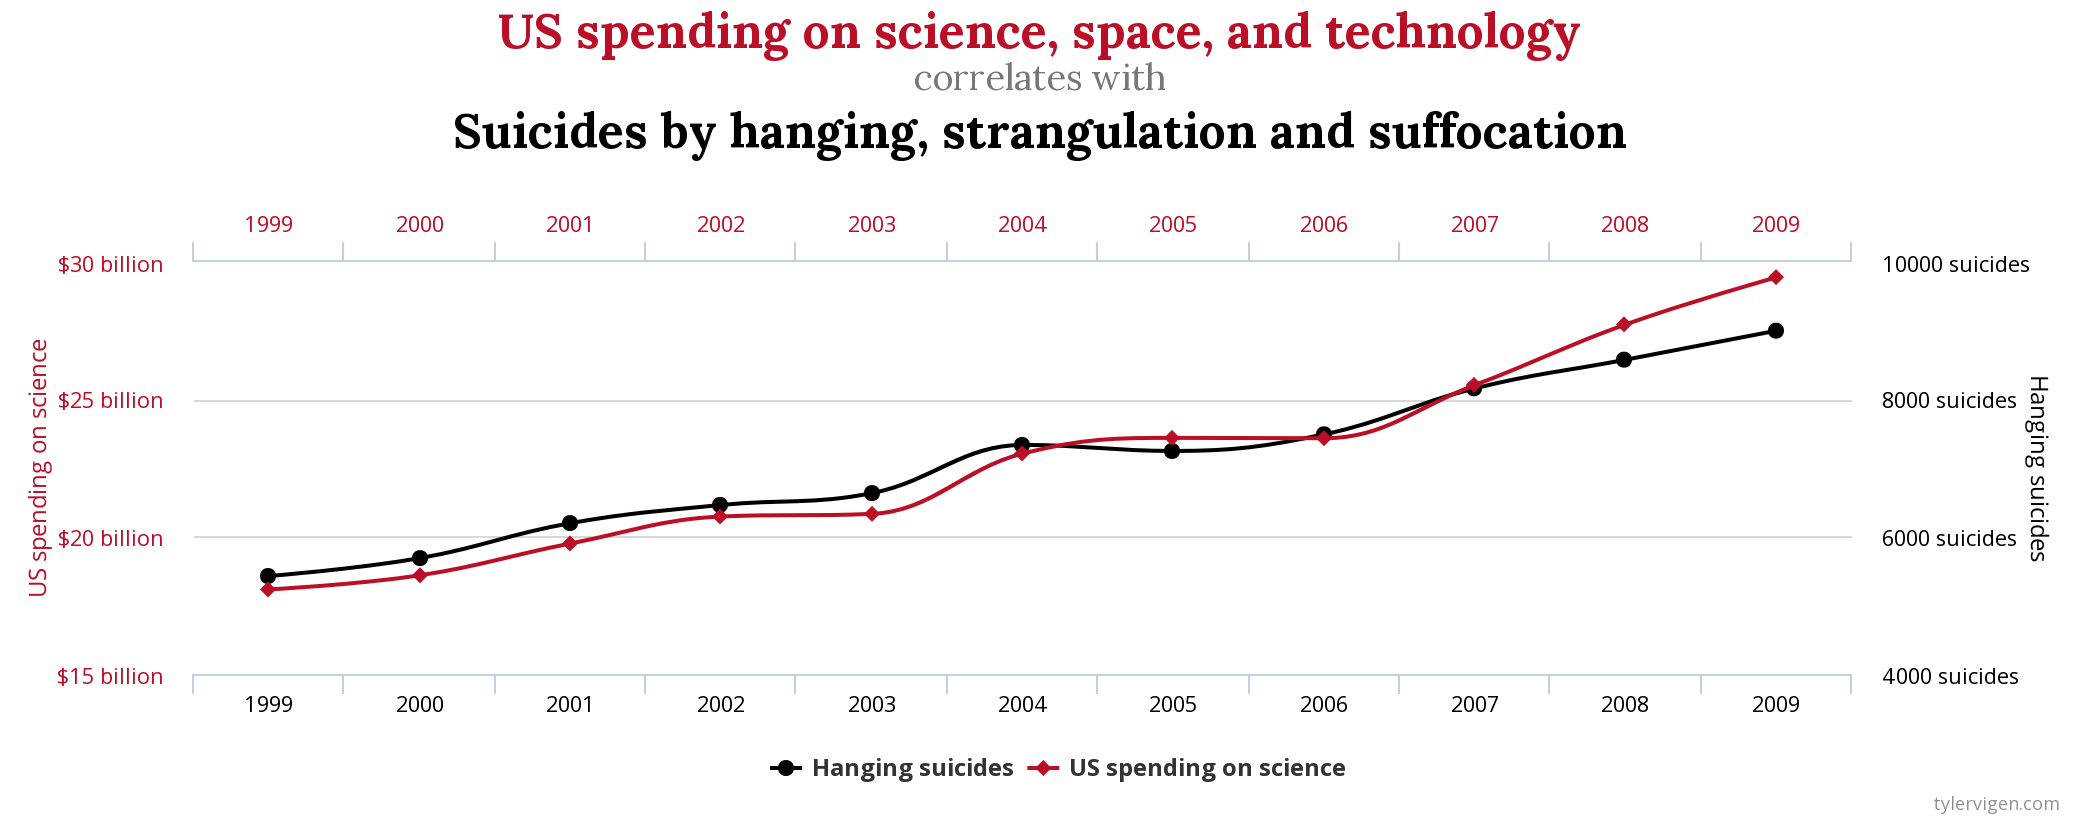 US spending on science, space, and technology
correlates with
Suicides by hanging, strangulation and suffocation
1999 2000 2001 2002 2003 2004 2005 2006 2007 2008 2009
$30 billion
10000 suicides
US spending on science
Hanging suicides
$25 billion
8000 suicides
$20 billion
6000 suicides
$15 billion
4000 suicides
1999 2000 2001 2002 2003 2004 2005 2006 2007 2008 2009
Hanging suicides US spending on science
tylervigen.com